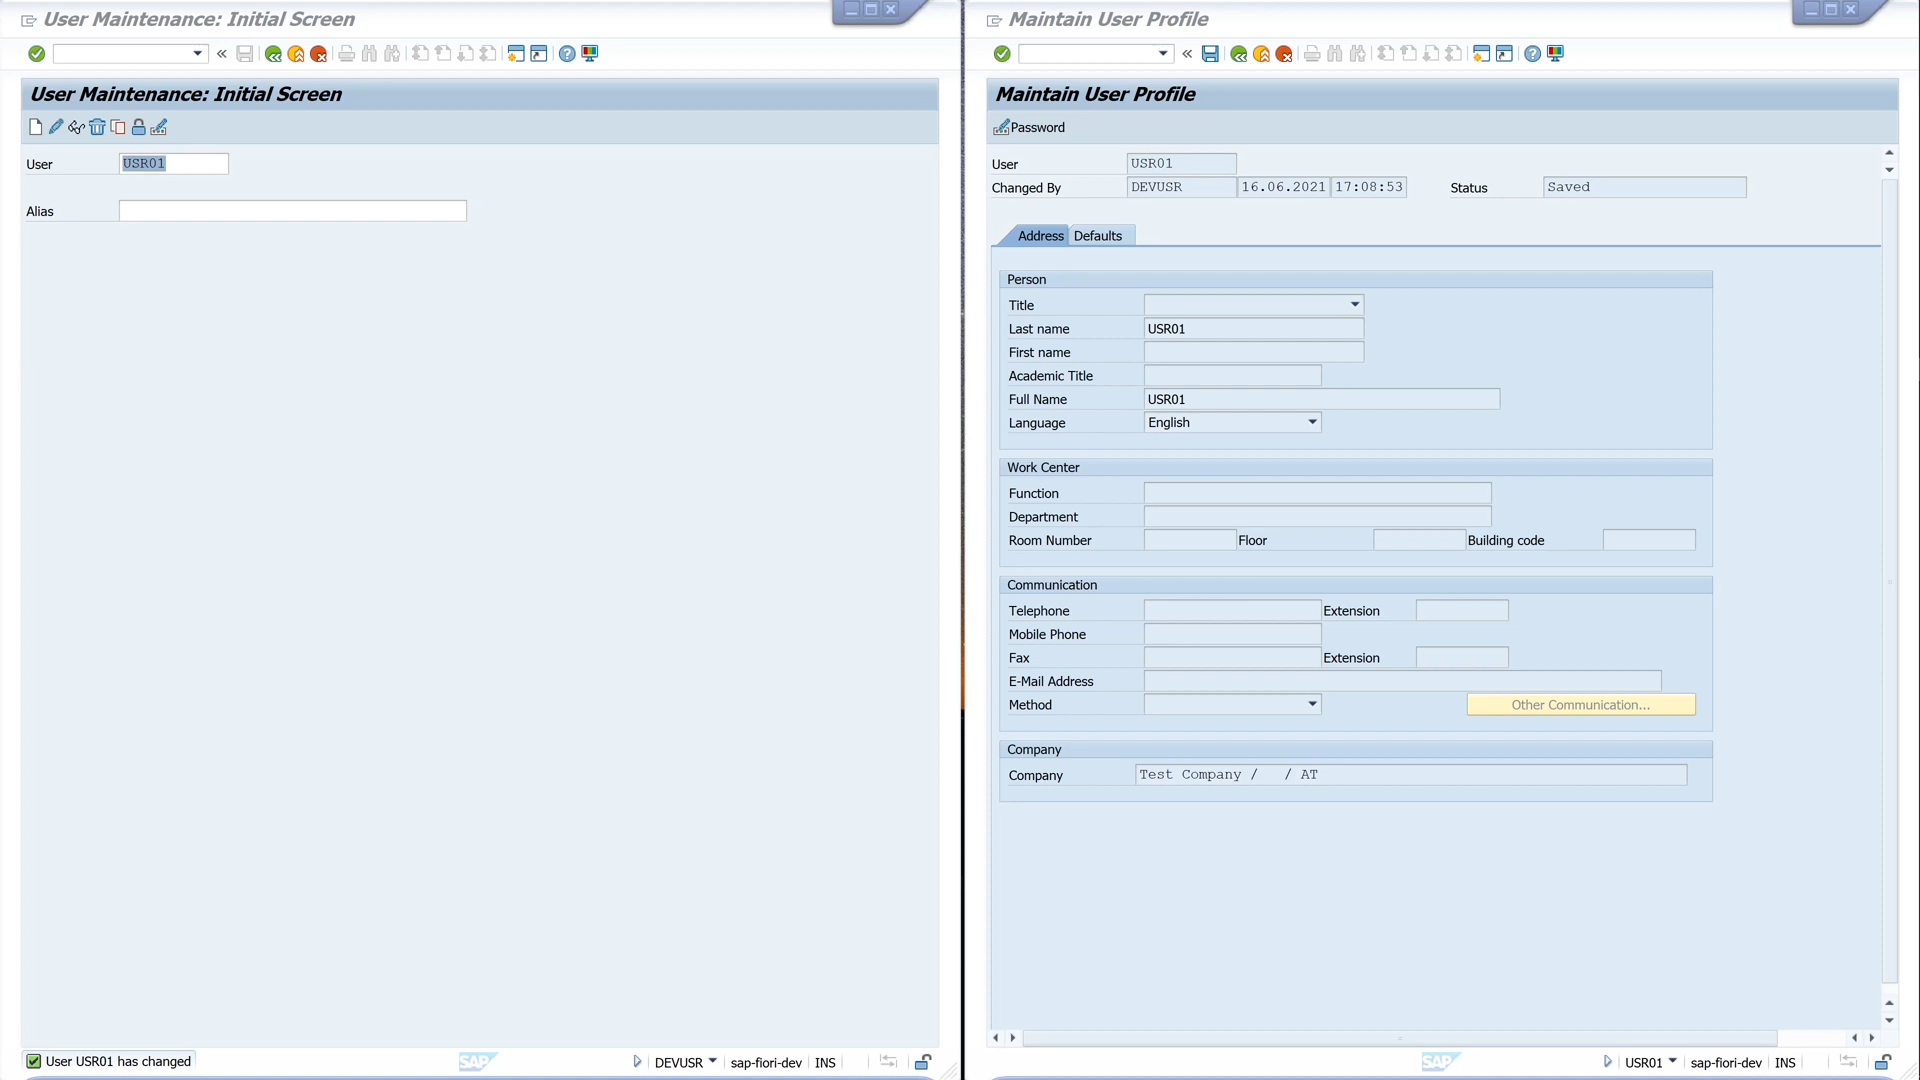 User Maintenance: Initial Screen
User Maintenance: Initial Screen
User USR01
Alias
User USR01 has changed
SAP
DEVUSR
sap-fiori-dev
INS
Maintain User Profile
Maintain User Profile
Password
User USR01
Changed By DEVUSR 16.06.2021 17:08:53 Status Saved
Address Defaults
Person
Title
Last name USR01
First name
Academic Title
Full Name USR01
Language English
Work Center
Function
Department
Room Number Floor Building code
Communication
Telephone Extension
Mobile Phone
Fax Extension
E-Mail Address
Method Other Communication...
Company
Company Test Company / / AT
SAP
USR01
sap-fiori-dev
INS